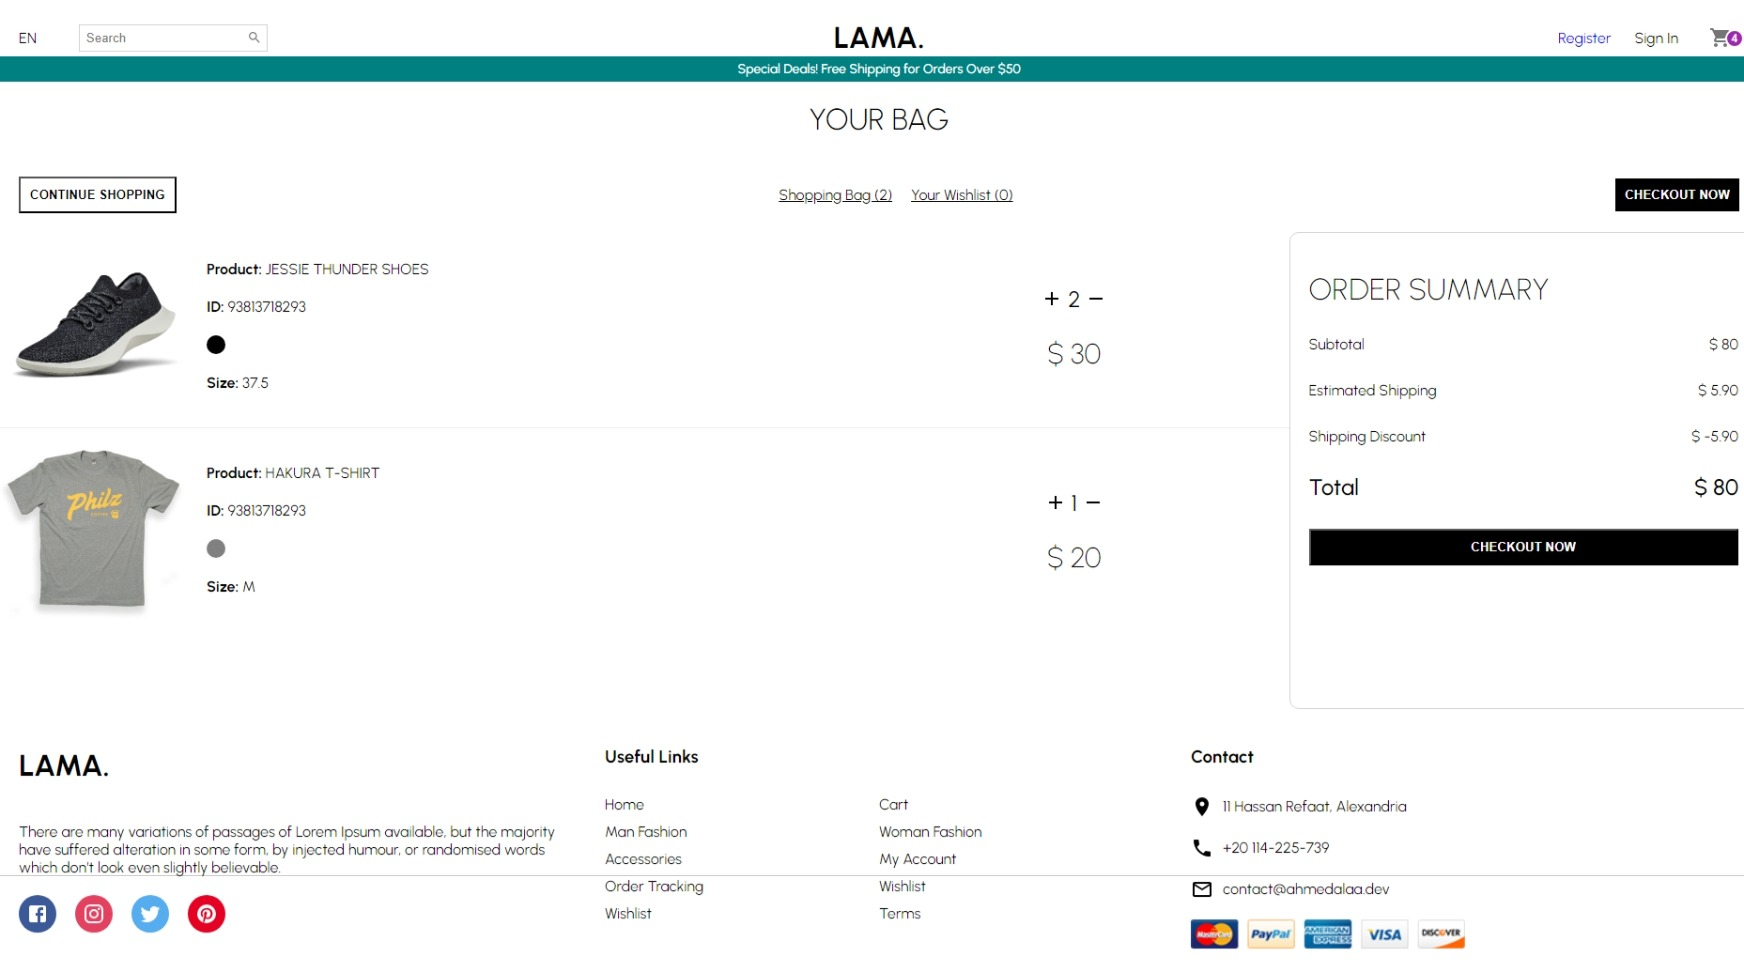 EN
Search
LAMA.
Register
Sign In
4
Special Deals! Free Shipping for Orders Over $50
YOUR BAG
CONTINUE SHOPPING
Shopping Bag (2)
Your Wishlist (0)
CHECKOUT NOW
Product: JESSIE THUNDER SHOES
ID: 93813718293
Size: 37.5
+ 2 −
$ 30
Philz
Product: HAKURA T-SHIRT
ID: 93813718293
Size: M
+ 1 −
$ 20
ORDER SUMMARY
Subtotal $ 80
Estimated Shipping $ 5.90
Shipping Discount $ -5.90
Total $ 80
CHECKOUT NOW
LAMA.
There are many variations of passages of Lorem Ipsum available, but the majority
have suffered alteration in some form, by injected humour, or randomised words
which don't look even slightly believable.
Useful Links
Home
Cart
Man Fashion
Woman Fashion
Accessories
My Account
Order Tracking
Wishlist
Wishlist
Terms
Contact
11 Hassan Refaat, Alexandria
+20 114-225-739
contact@ahmedalaa.dev
MasterCard
PayPal
AMERICAN EXPRESS
VISA
DISCOVER